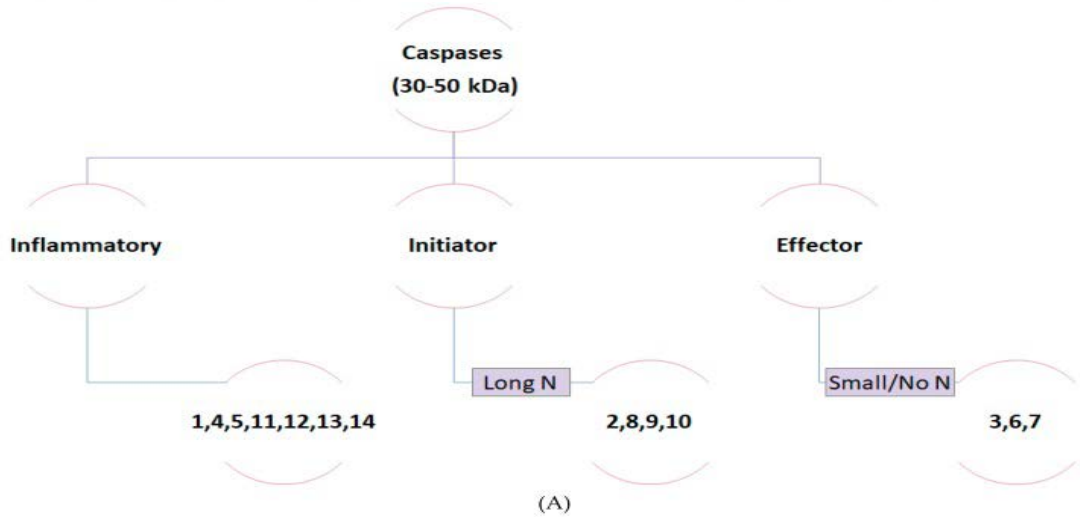 Caspases
(30-50 kDa)
Inflammatory
Initiator
Effector
Long N
Small/No N
1,4,5,11,12,13,14
2,8,9,10
3,6,7
(A)